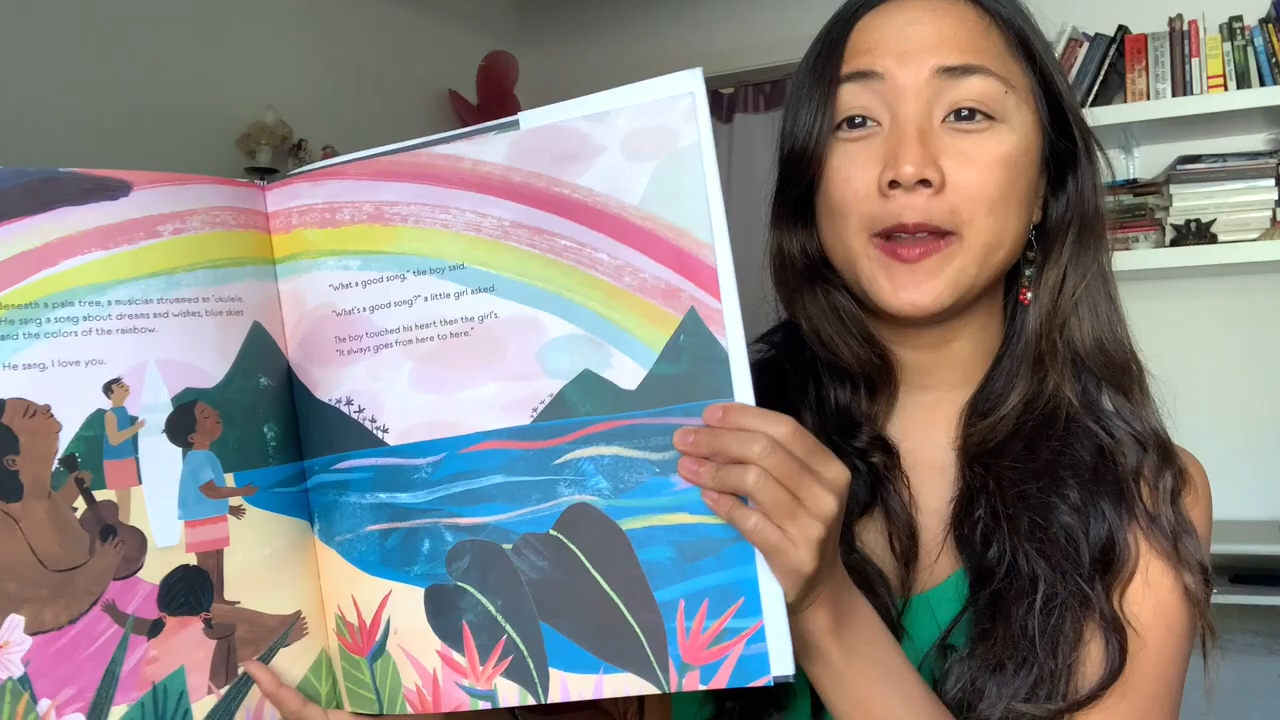 Beneath a palm tree, a musician strummed an ‘ukulele.
He sang a song about dreams and wishes, blue skies
and the colors of the rainbow.
He sang, I love you.
“What a good song,” the boy said.
“What’s a good song?” a little girl asked.
The boy touched his heart then the girl’s.
“It always goes from here to here.”